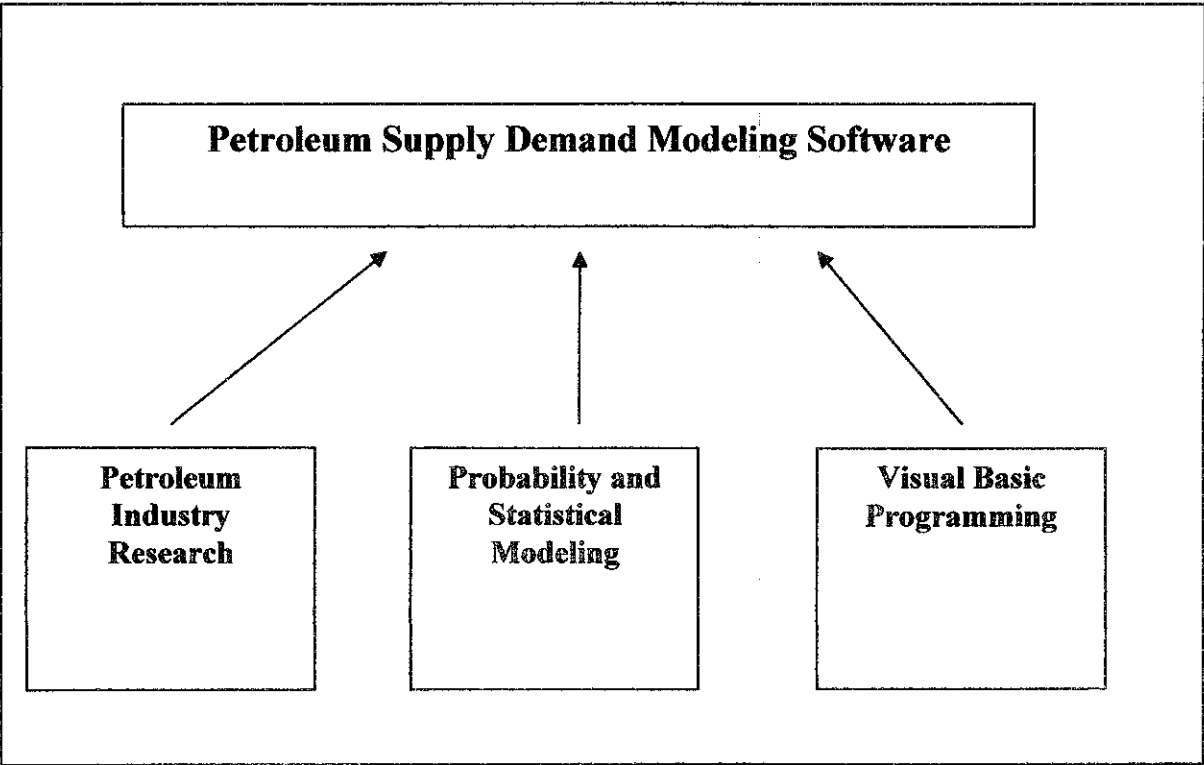 Petroleum Supply Demand Modeling Software
Petroleum
Industry
Research
Probability and
Statistical
Modeling
Visual Basic
Programming